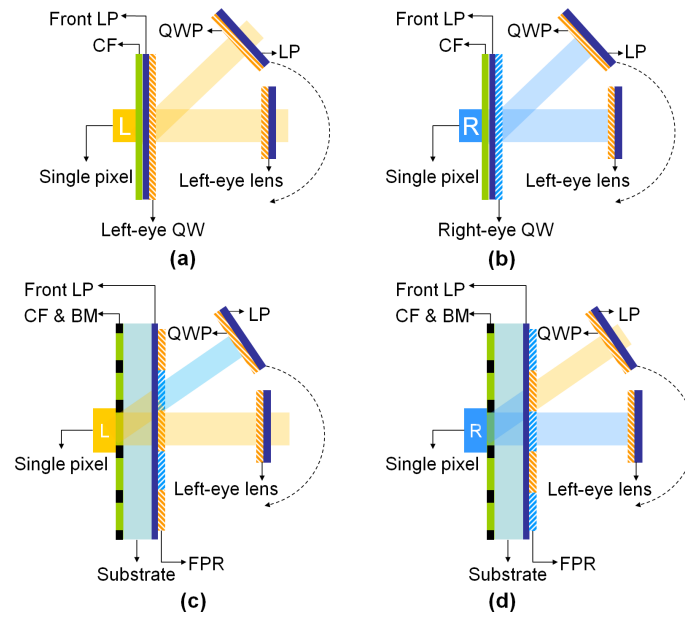 Front LP
CF
QWP
LP
L
Single pixel
Left-eye lens
Left-eye QW
(a)
Front LP
CF
QWP
LP
R
Single pixel
Left-eye lens
Right-eye QW
(b)
Front LP
CF & BM
LP
QWP
L
Single pixel
Left-eye lens
FPR
Substrate
(c)
Front LP
CF & BM
LP
QWP
R
Single pixel
Left-eye lens
FPR
Substrate
(d)